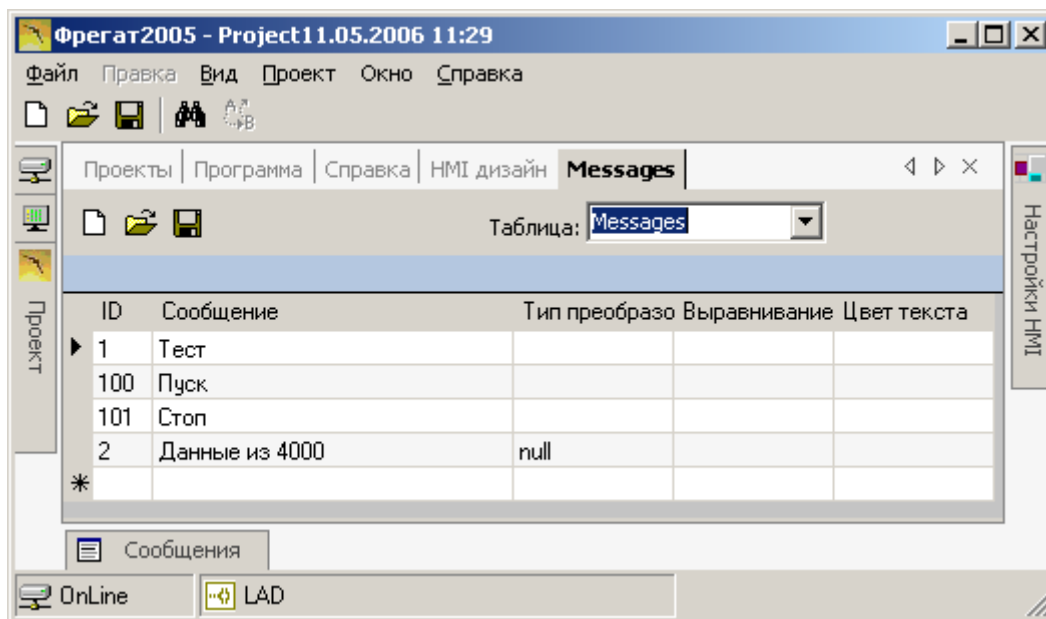 Фрегат2005 - Project11.05.2006 11:29
Файл Правка Вид Проект Окно Справка
Проекты Программа Справка HMI дизайн Messages
Таблица: Messages
ID Сообщение Тип преобразо Выравнивание Цвет текста
1 Тест
100 Пуск
101 Стоп
2 Данные из 4000 null
Проект
Настройки HMI
Сообщения
OnLine LAD